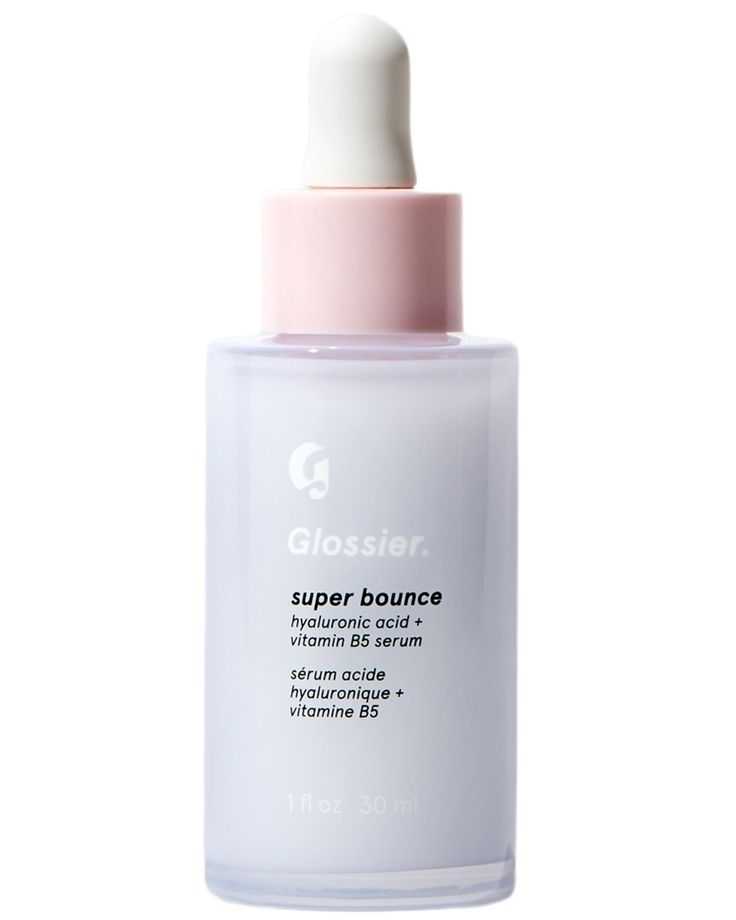 G
Glossier.
super bounce
hyaluronic acid +
vitamin B5 serum
sérum acide
hyaluronique +
vitamine B5
1 fl oz 30 ml